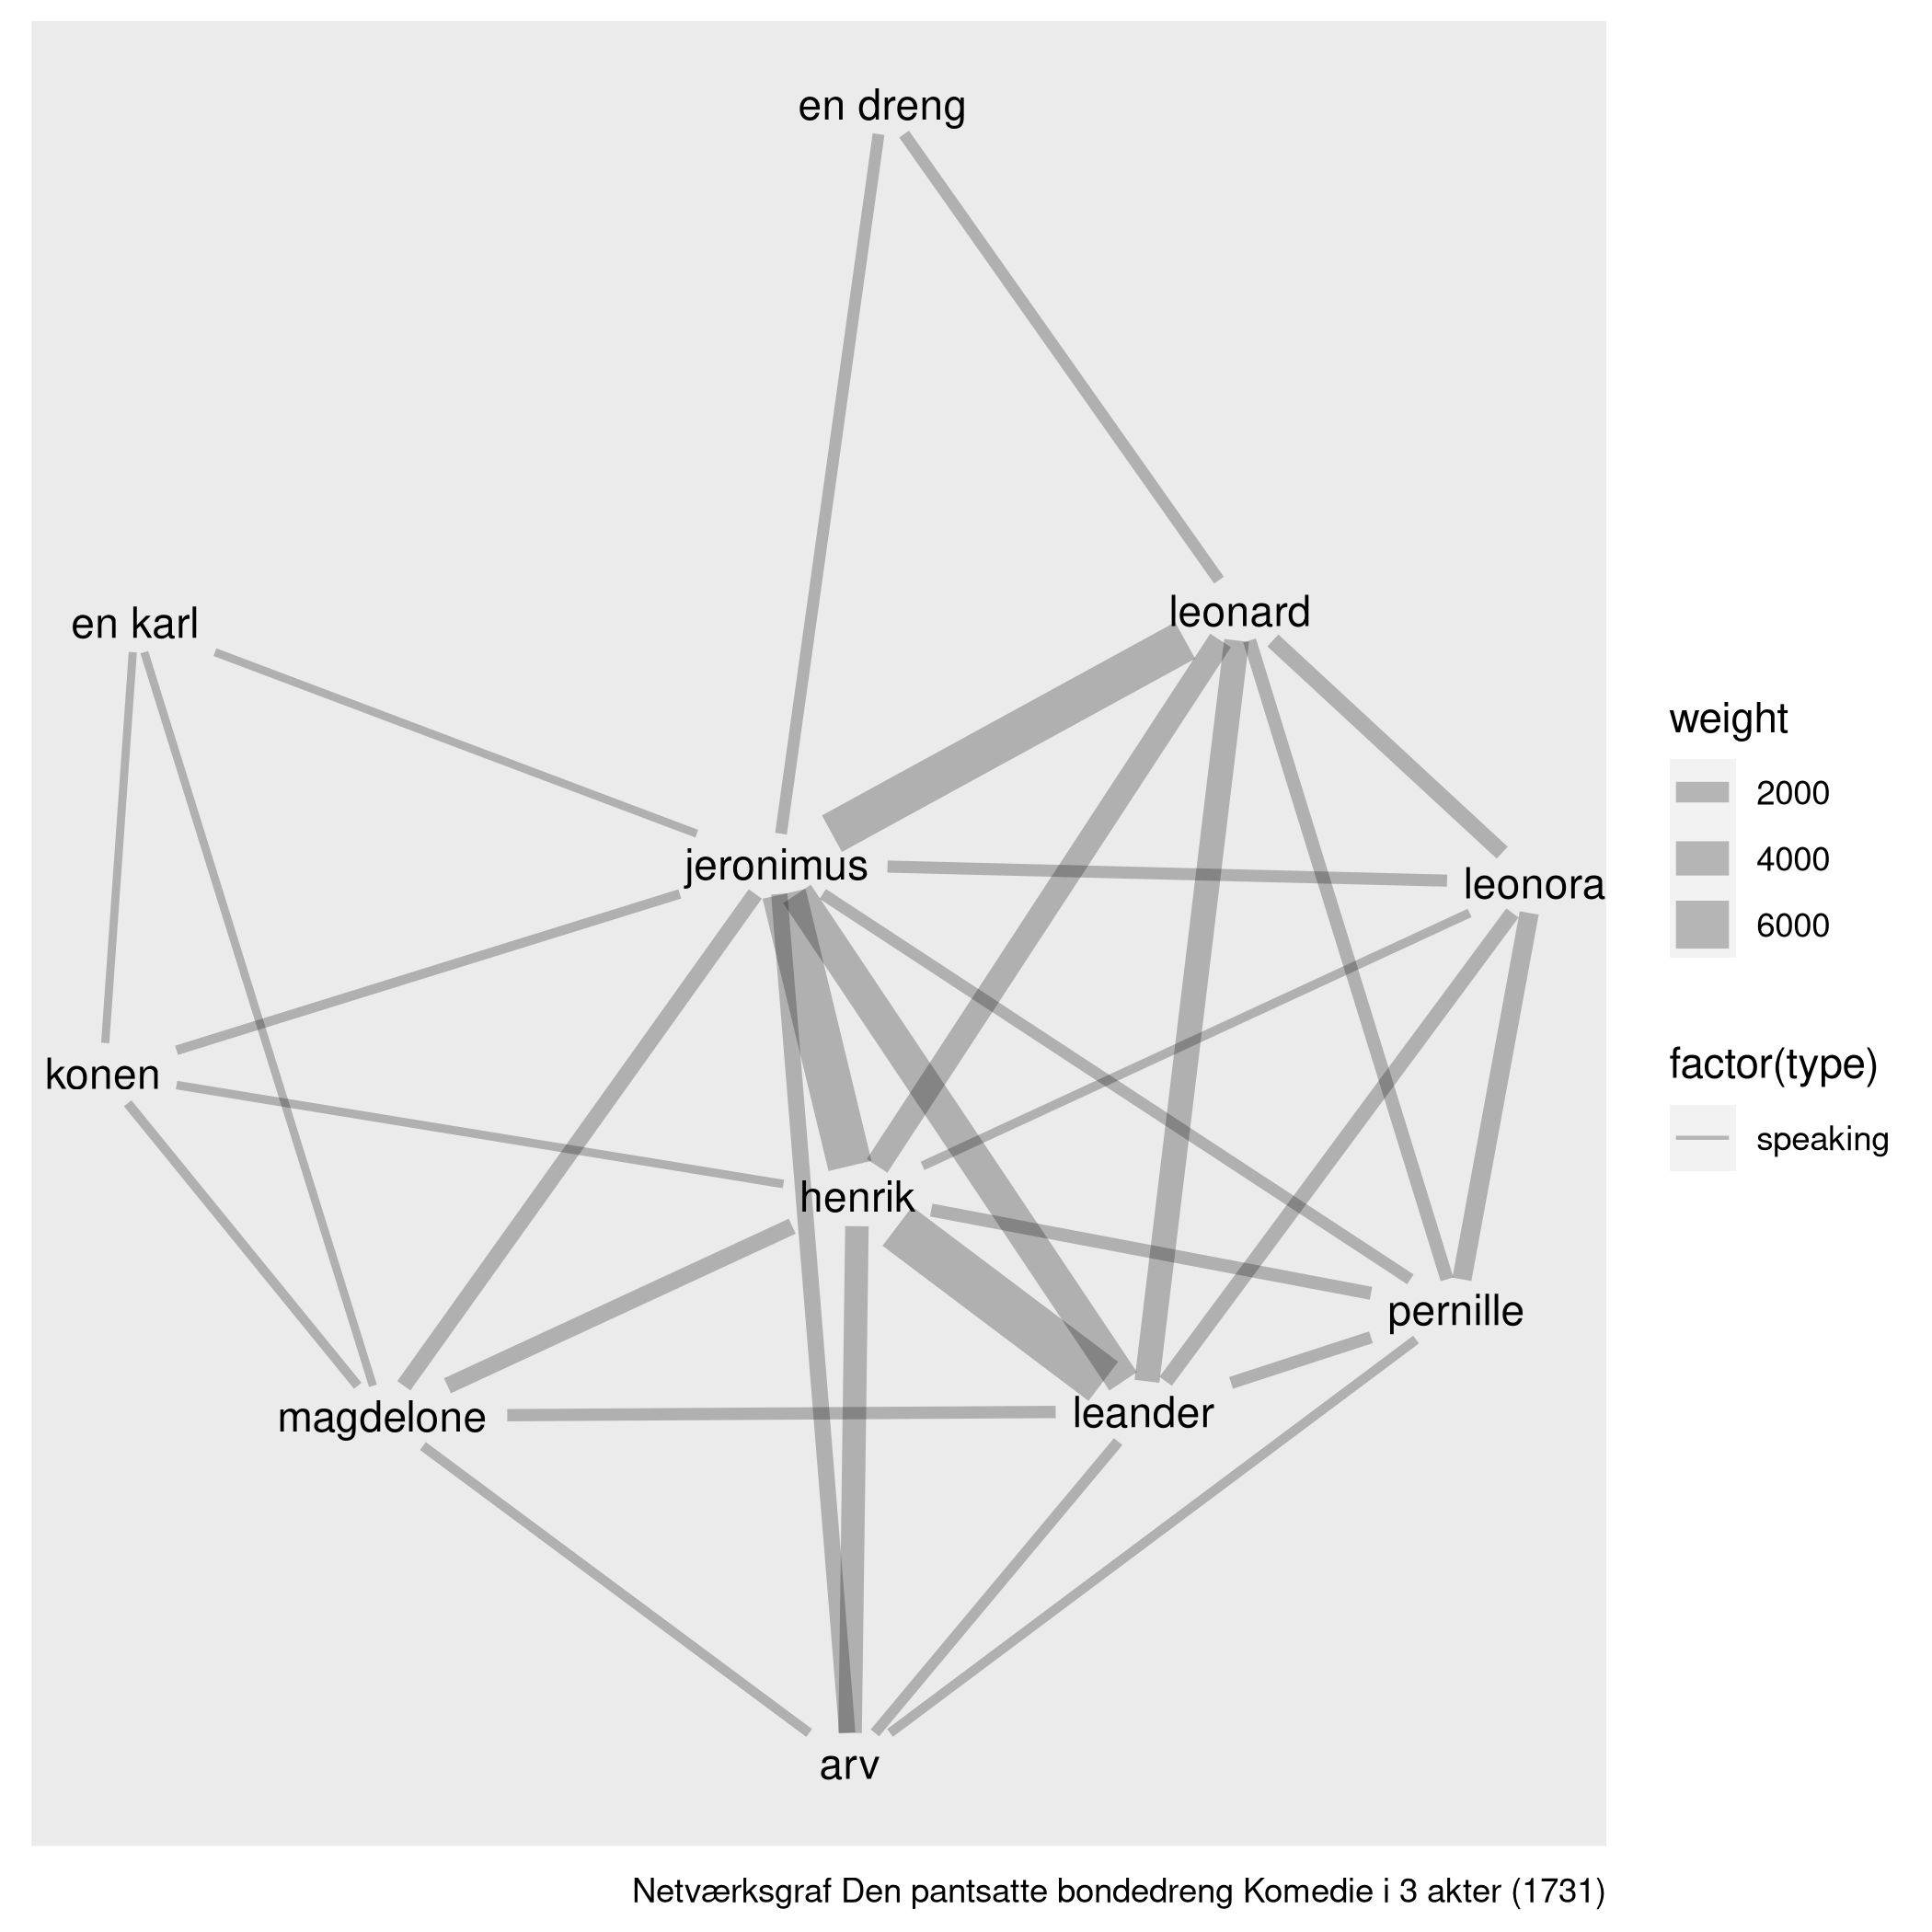 en dreng
leonard
en karl
jeronimus
leonora
konen
henrik
pernille
magdelone
leander
arv
weight
2000
4000
6000
factor(type)
speaking
Netværksgraf Den pantsatte bondedreng Komedie i 3 akter (1731)